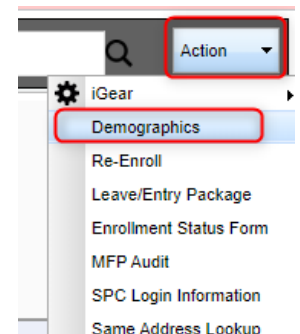 Action
iGear
Demographics
Re-Enroll
Leave/Entry Package
Enrollment Status Form
MFP Audit
SPC Login Information
Same Address Lookup